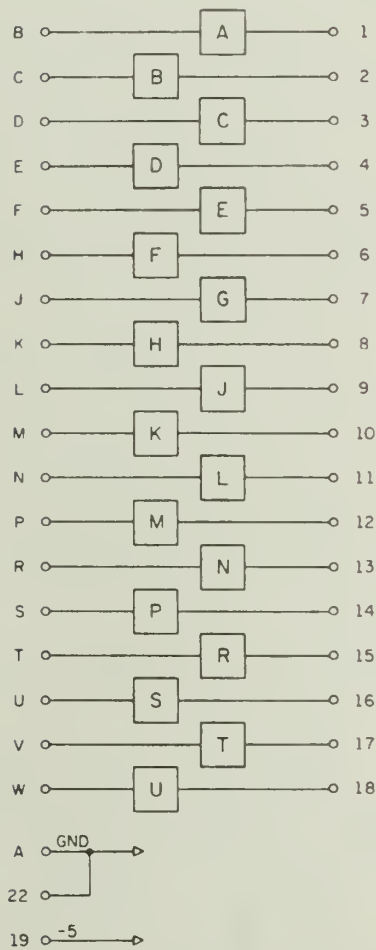 B A 1
C B 2
D C 3
E D 4
F E 5
H F 6
J G 7
K H 8
L J 9
M K 10
N L 11
P M 12
R N 13
S P 14
T R 15
U S 16
V T 17
W U 18
A GND
22
19 -5